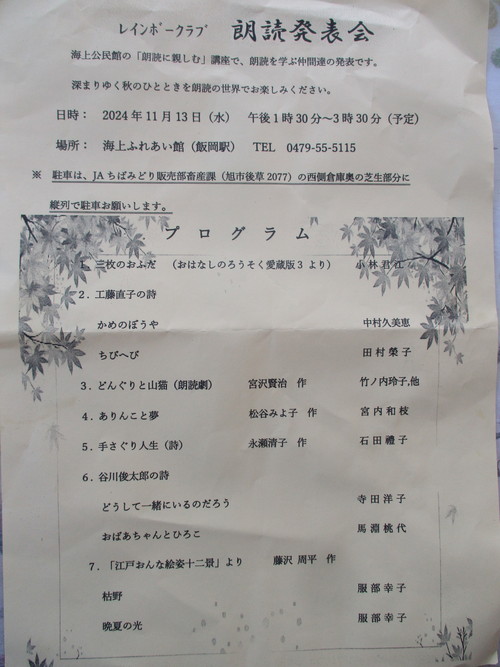 レインボークラブ 朗読発表会
海上公民館の「朗読に親しむ」講座で、朗読を学ぶ仲間達の発表です。
深まりゆく秋のひとときを朗読の世界でお楽しみください。
日時： 2024年11月13日（水） 午後1時30分～3時30分（予定）
場所： 海上ふれあい館（飯岡駅） TEL 0479-55-5115
※ 駐車は、JAちばみどり販売部畜産課（旭市後草2077）の西側倉庫奥の芝生部分に
縦列で駐車お願いします。
プログラム
1．三枚のおふだ （おはなしのろうそく愛蔵版3より） 小林君江
2．工藤直子の詩
かめのぼうや 中村久美恵
ちびへび 田村榮子
3．どんぐりと山猫（朗読劇） 宮沢賢治 作 竹ノ内玲子,他
4．ありんこと夢 松谷みよ子 作 宮内和枝
5．手さぐり人生（詩） 永瀬清子 作 石田禮子
6．谷川俊太郎の詩
どうして一緒にいるのだろう 寺田洋子
おばあちゃんとひろこ 馬淵桃代
7．「江戸おんな絵姿十二景」より 藤沢周平 作
枯野 服部幸子
晩夏の光 服部幸子